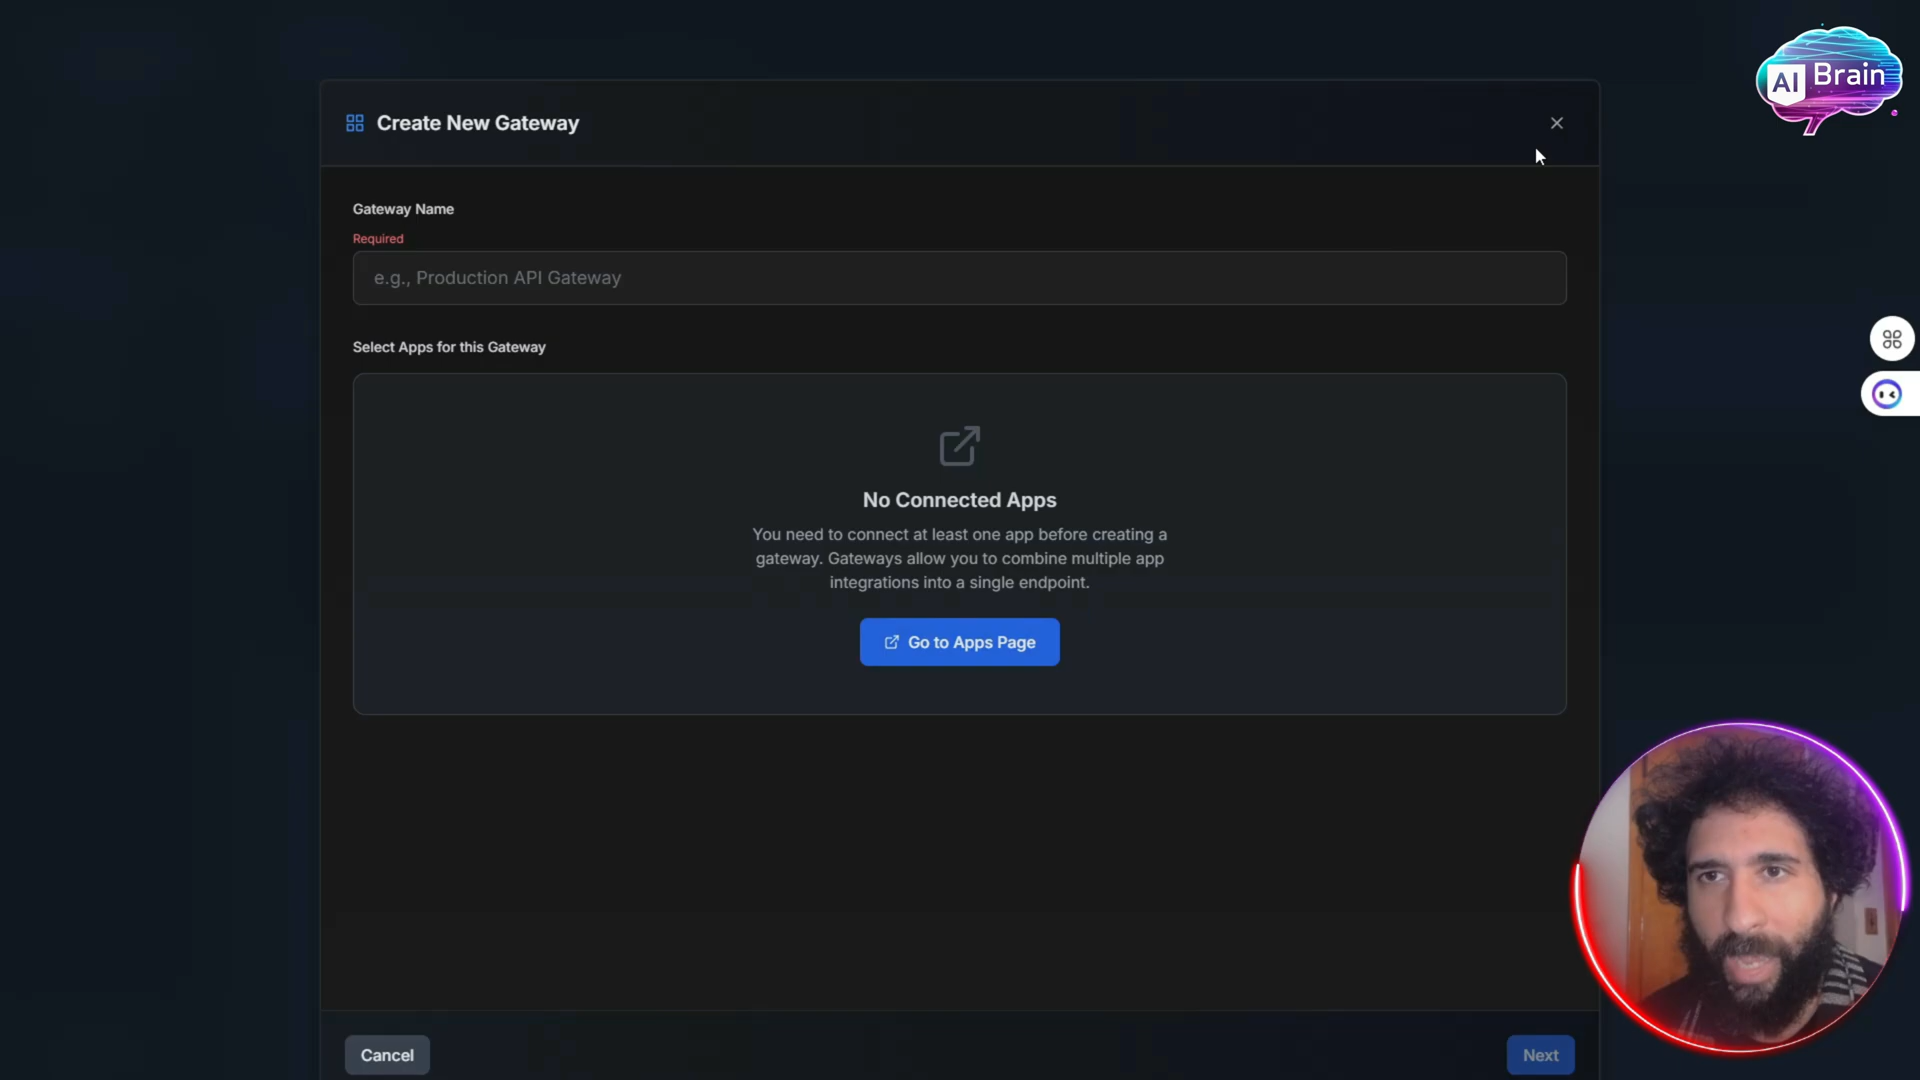 AI Brain
Create New Gateway
Gateway Name
Required
e.g., Production API Gateway
Select Apps for this Gateway
No Connected Apps
You need to connect at least one app before creating a
gateway. Gateways allow you to combine multiple app
integrations into a single endpoint.
Go to Apps Page
Cancel
Next